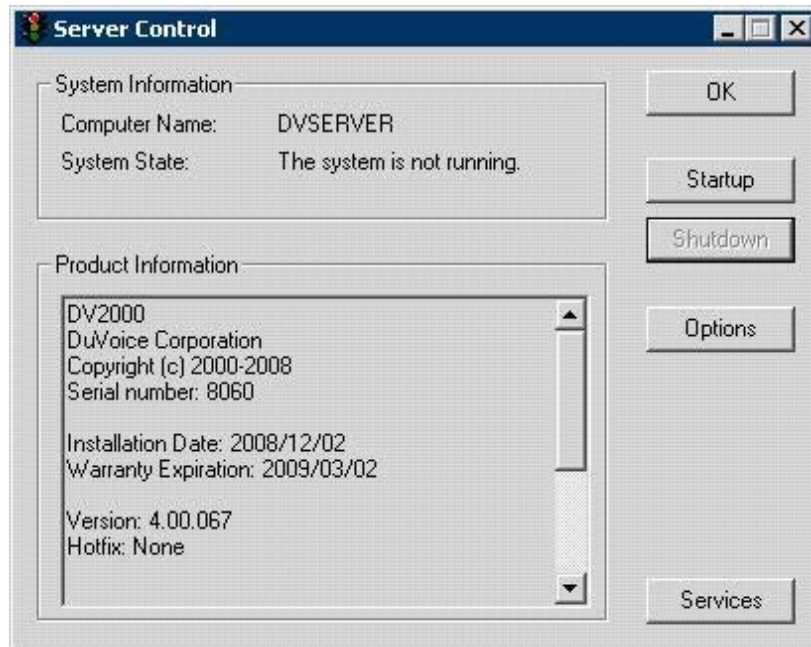 Server Control
System Information
Computer Name: DVSERVER
System State: The system is not running.
Product Information
DV2000
DuVoice Corporation
Copyright (c) 2000-2008
Serial number: 8060
Installation Date: 2008/12/02
Warranty Expiration: 2009/03/02
Version: 4.00.067
Hotfix: None
OK
Startup
Shutdown
Options
Services